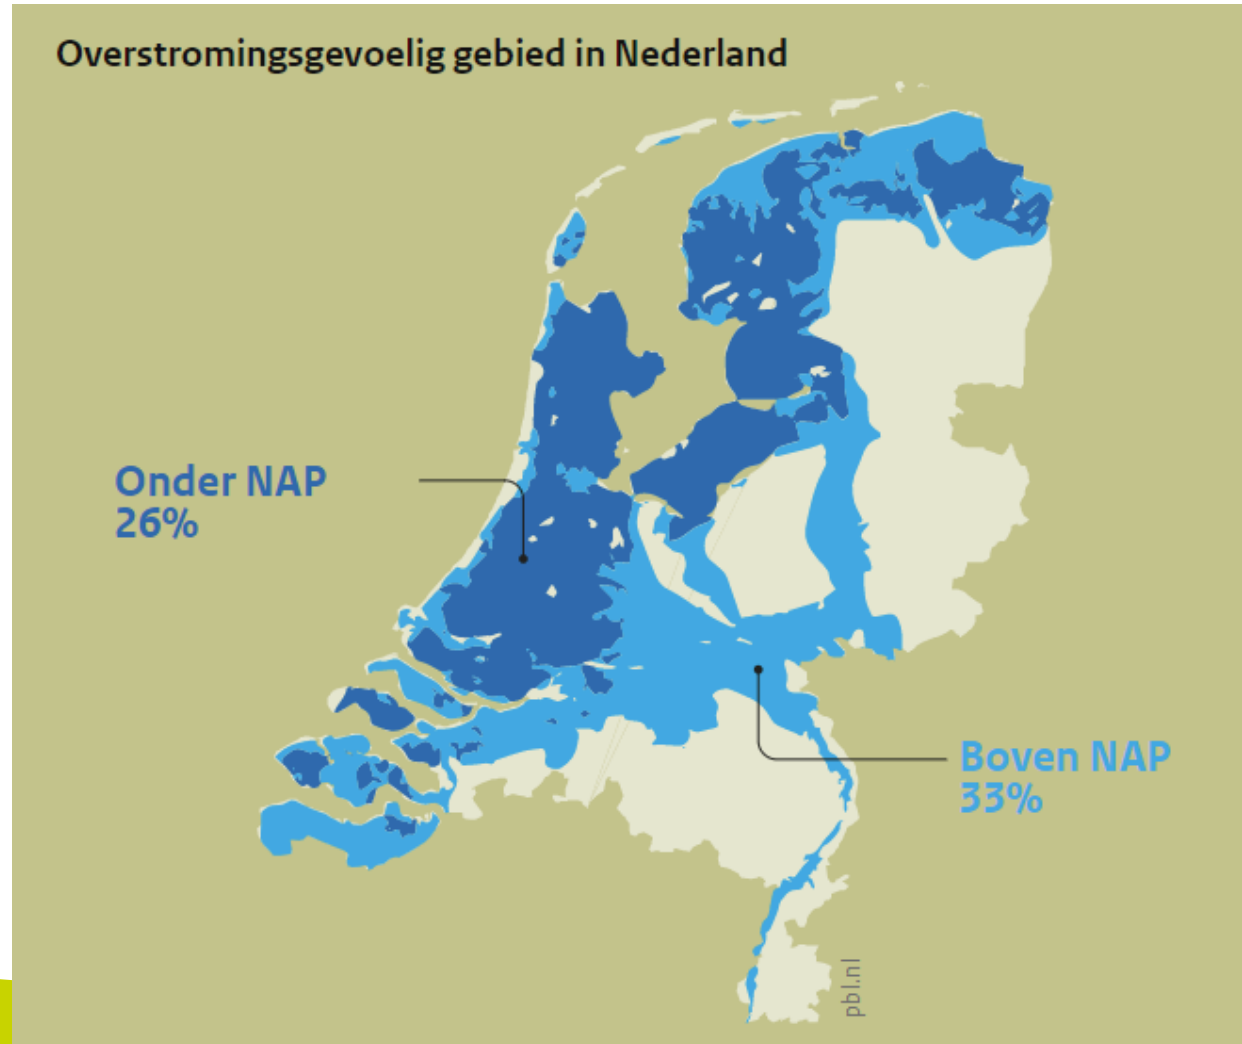 Overstromingsgevoelig gebied in Nederland
Onder NAP
26%
Boven NAP
33%
pbl.nl